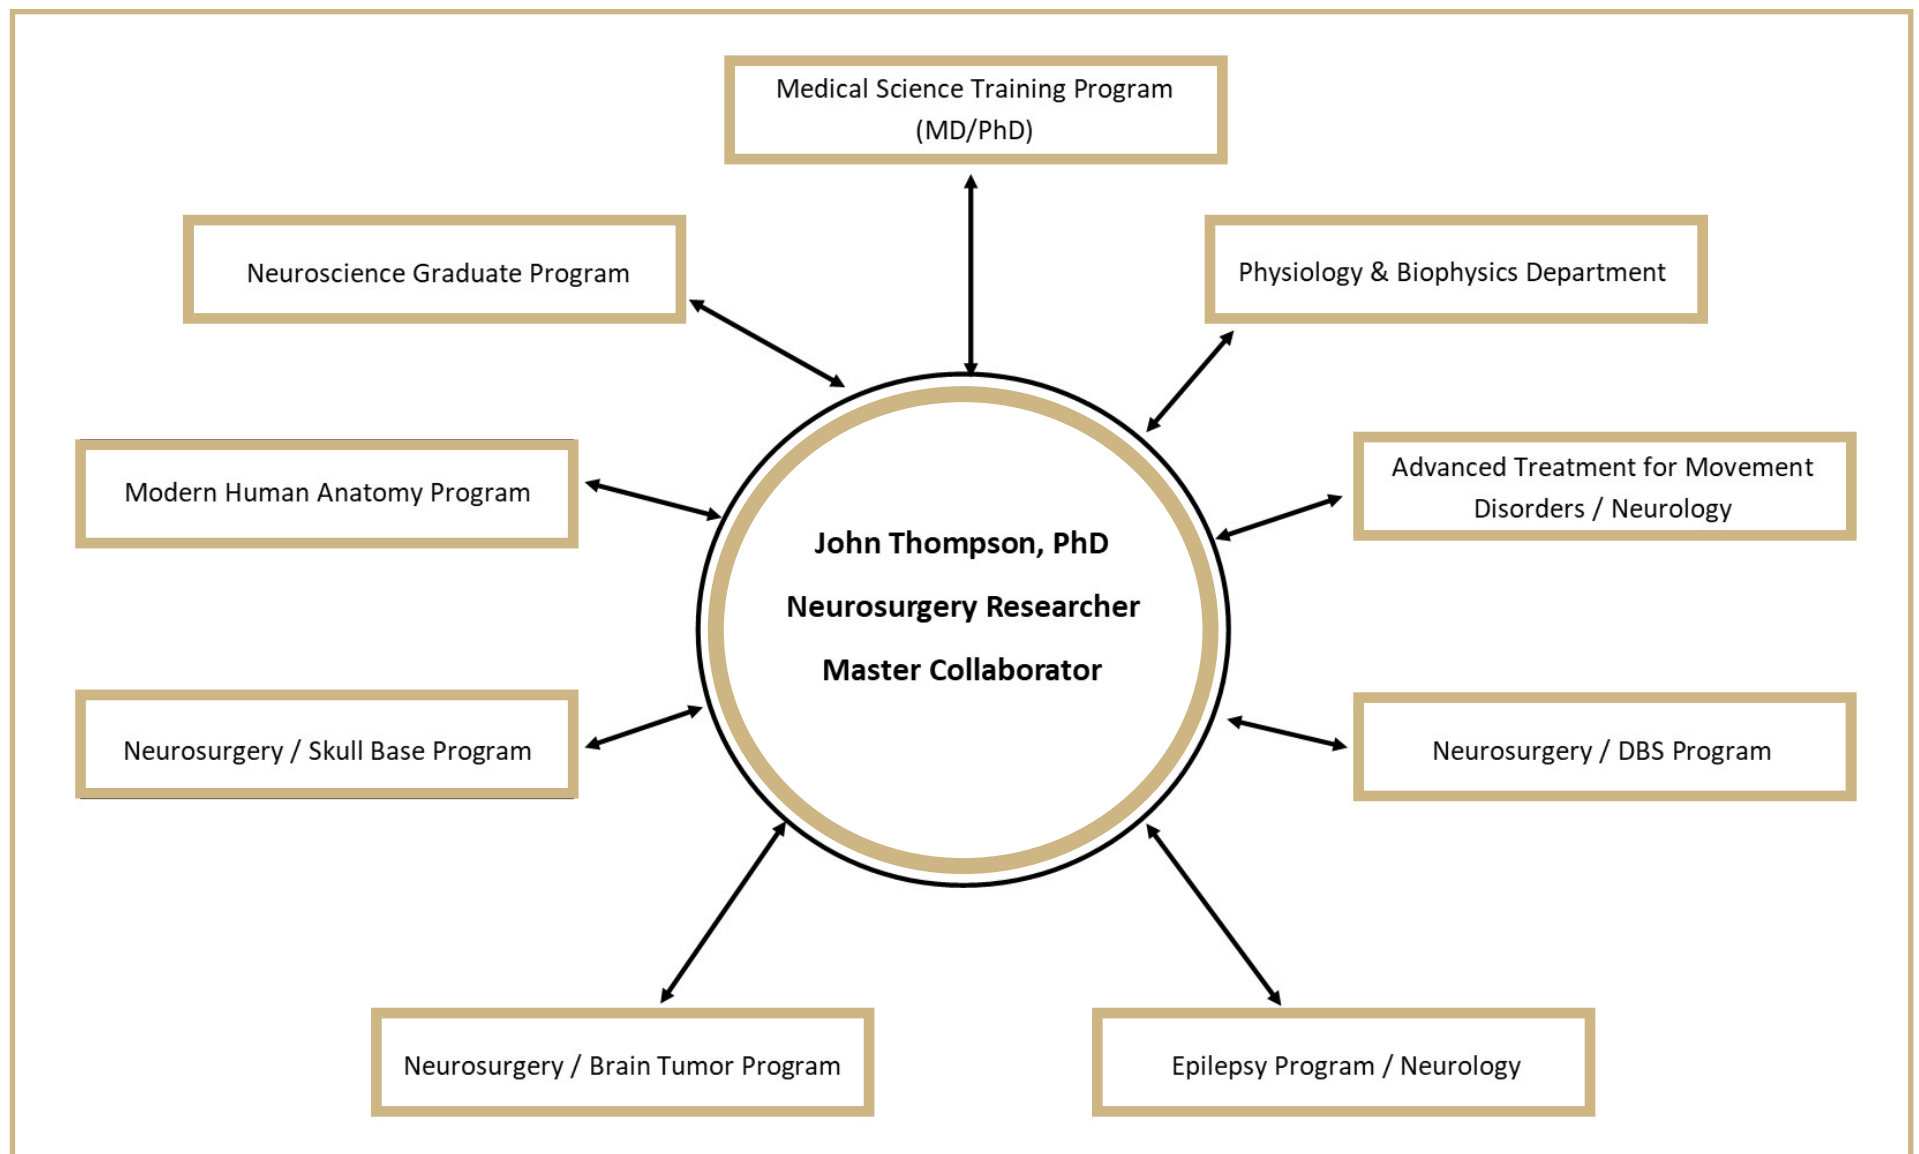 Medical Science Training Program
(MD/PhD)
Neuroscience Graduate Program
Physiology & Biophysics Department
Modern Human Anatomy Program
Advanced Treatment for Movement
Disorders / Neurology
John Thompson, PhD
Neurosurgery Researcher
Master Collaborator
Neurosurgery / Skull Base Program
Neurosurgery / DBS Program
Neurosurgery / Brain Tumor Program
Epilepsy Program / Neurology